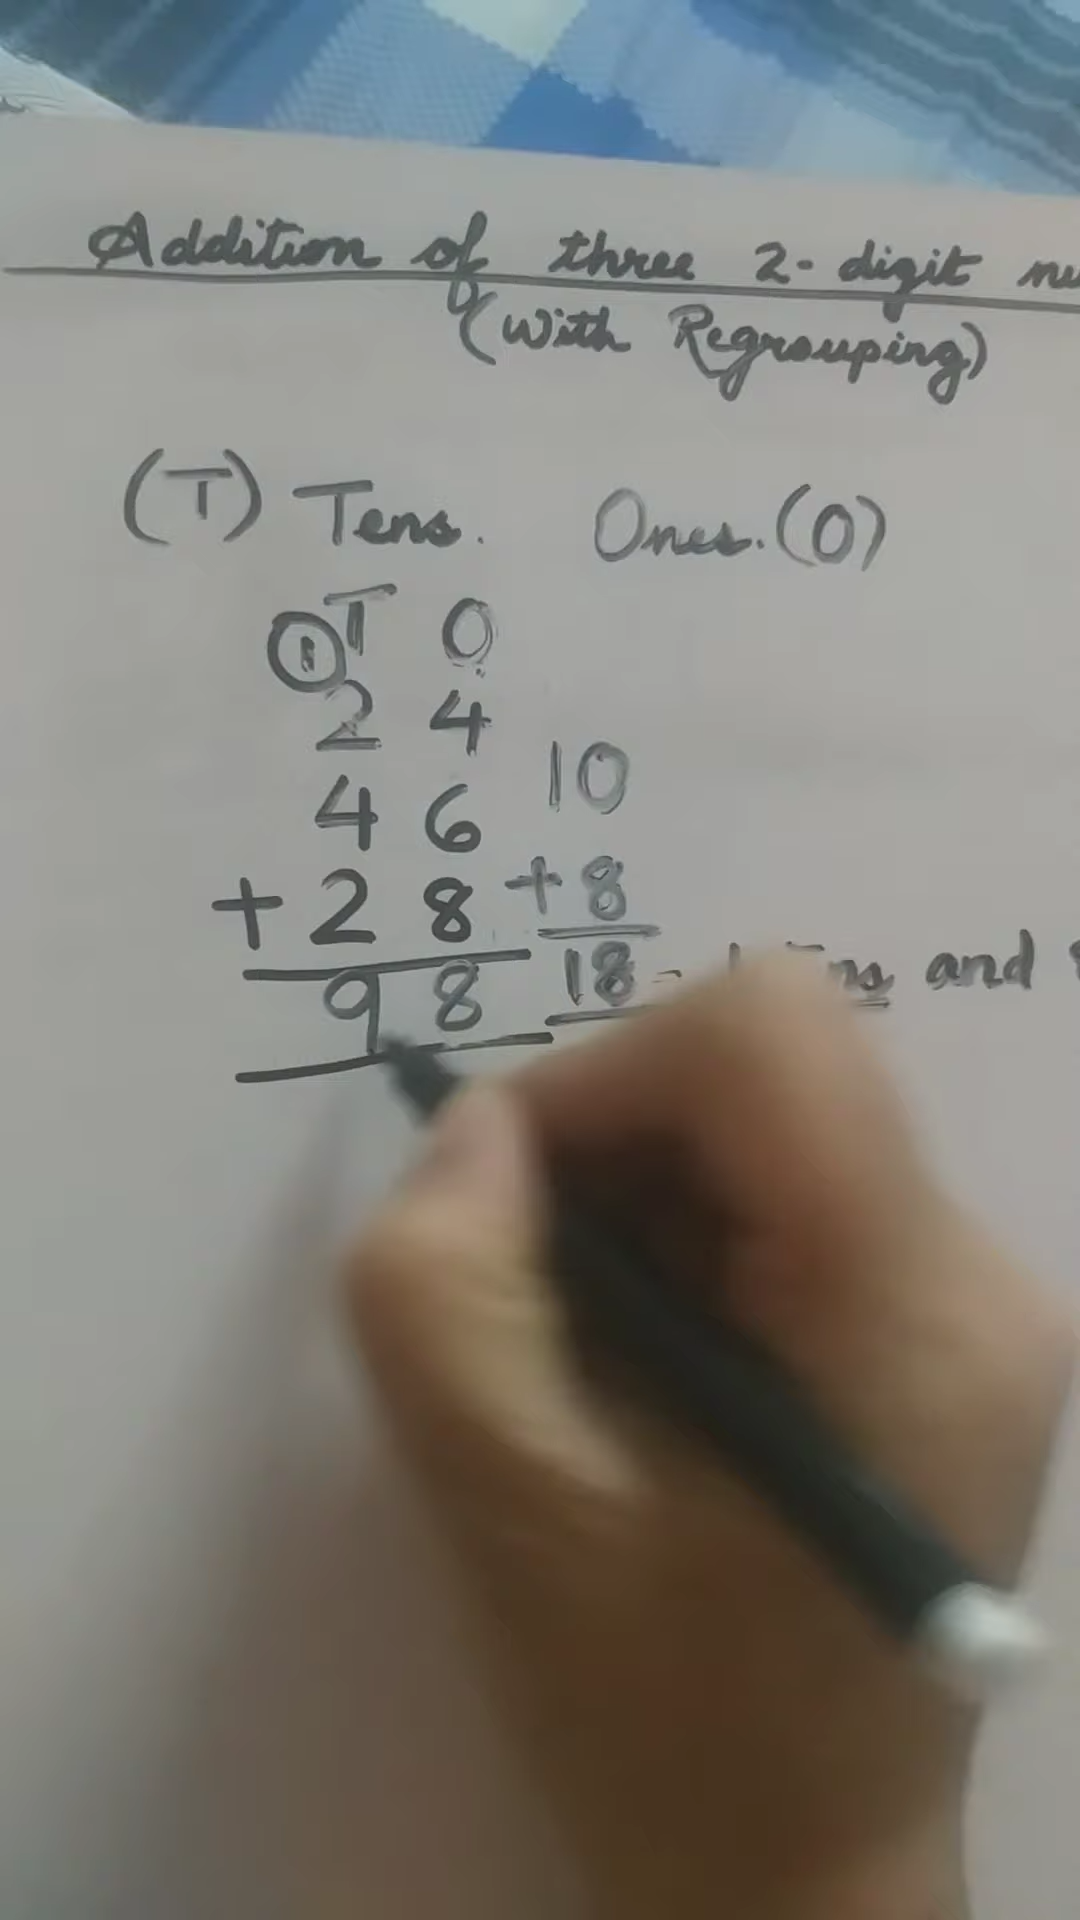 Addition of three 2-digit
(With Regrouping)
(T) Tens. Ones.(O)
1 T O
2 4
4 6 10
+ 2 8 + 8
9 8 18 - and